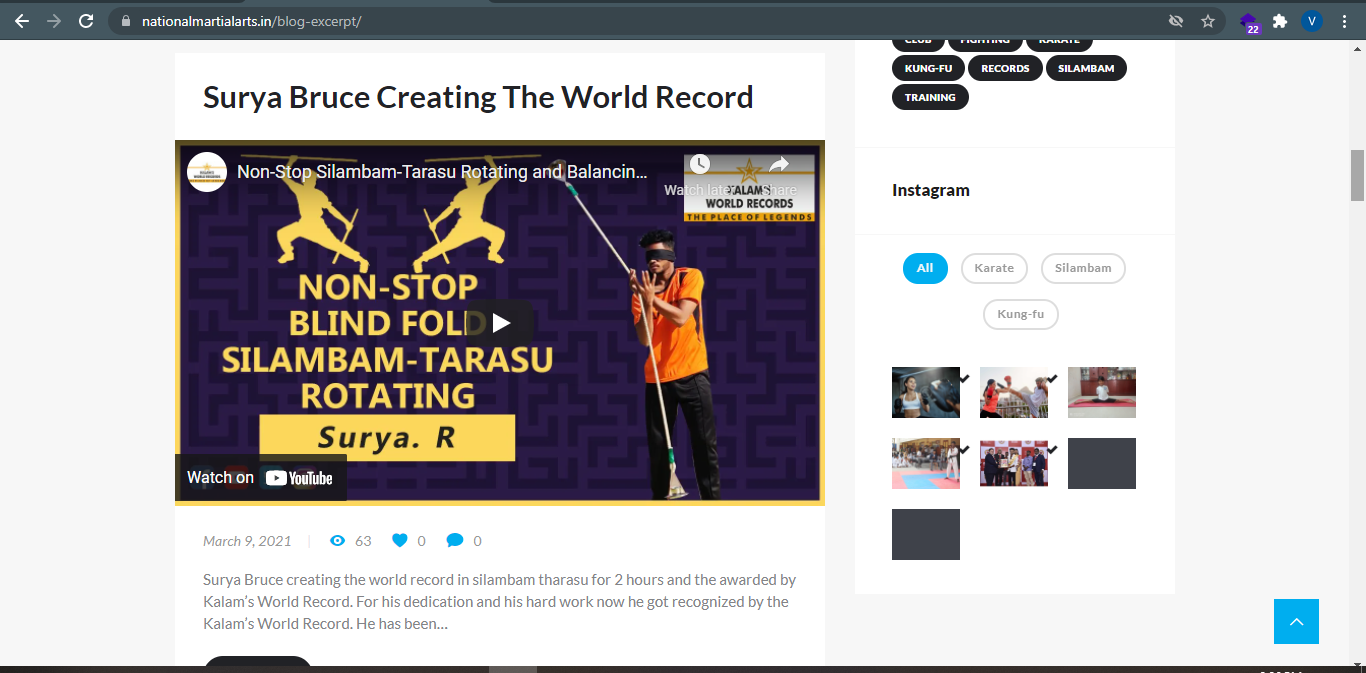 nationalmartialarts.in/blog-excerpt/
22
V
Surya Bruce Creating The World Record
Non-Stop Silambam-Tarasu Rotating and Balancin...
Watch later
Share
KALAM'S
WORLD RECORDS
THE PLACE OF LEGENDS
NON-STOP
BLIND FOLD
SILAMBAM-TARASU
ROTATING
Surya. R
Watch on YouTube
March 9, 2021
63
0
0
Surya Bruce creating the world record in silambam tharasu for 2 hours and the awarded by
Kalam's World Record. For his dedication and his hard work now he got recognized by the
Kalam's World Record. He has been...
CLUB FIGHTING KARATE
KUNG-FU RECORDS SILAMBAM
TRAINING
Instagram
All Karate Silambam
Kung-fu